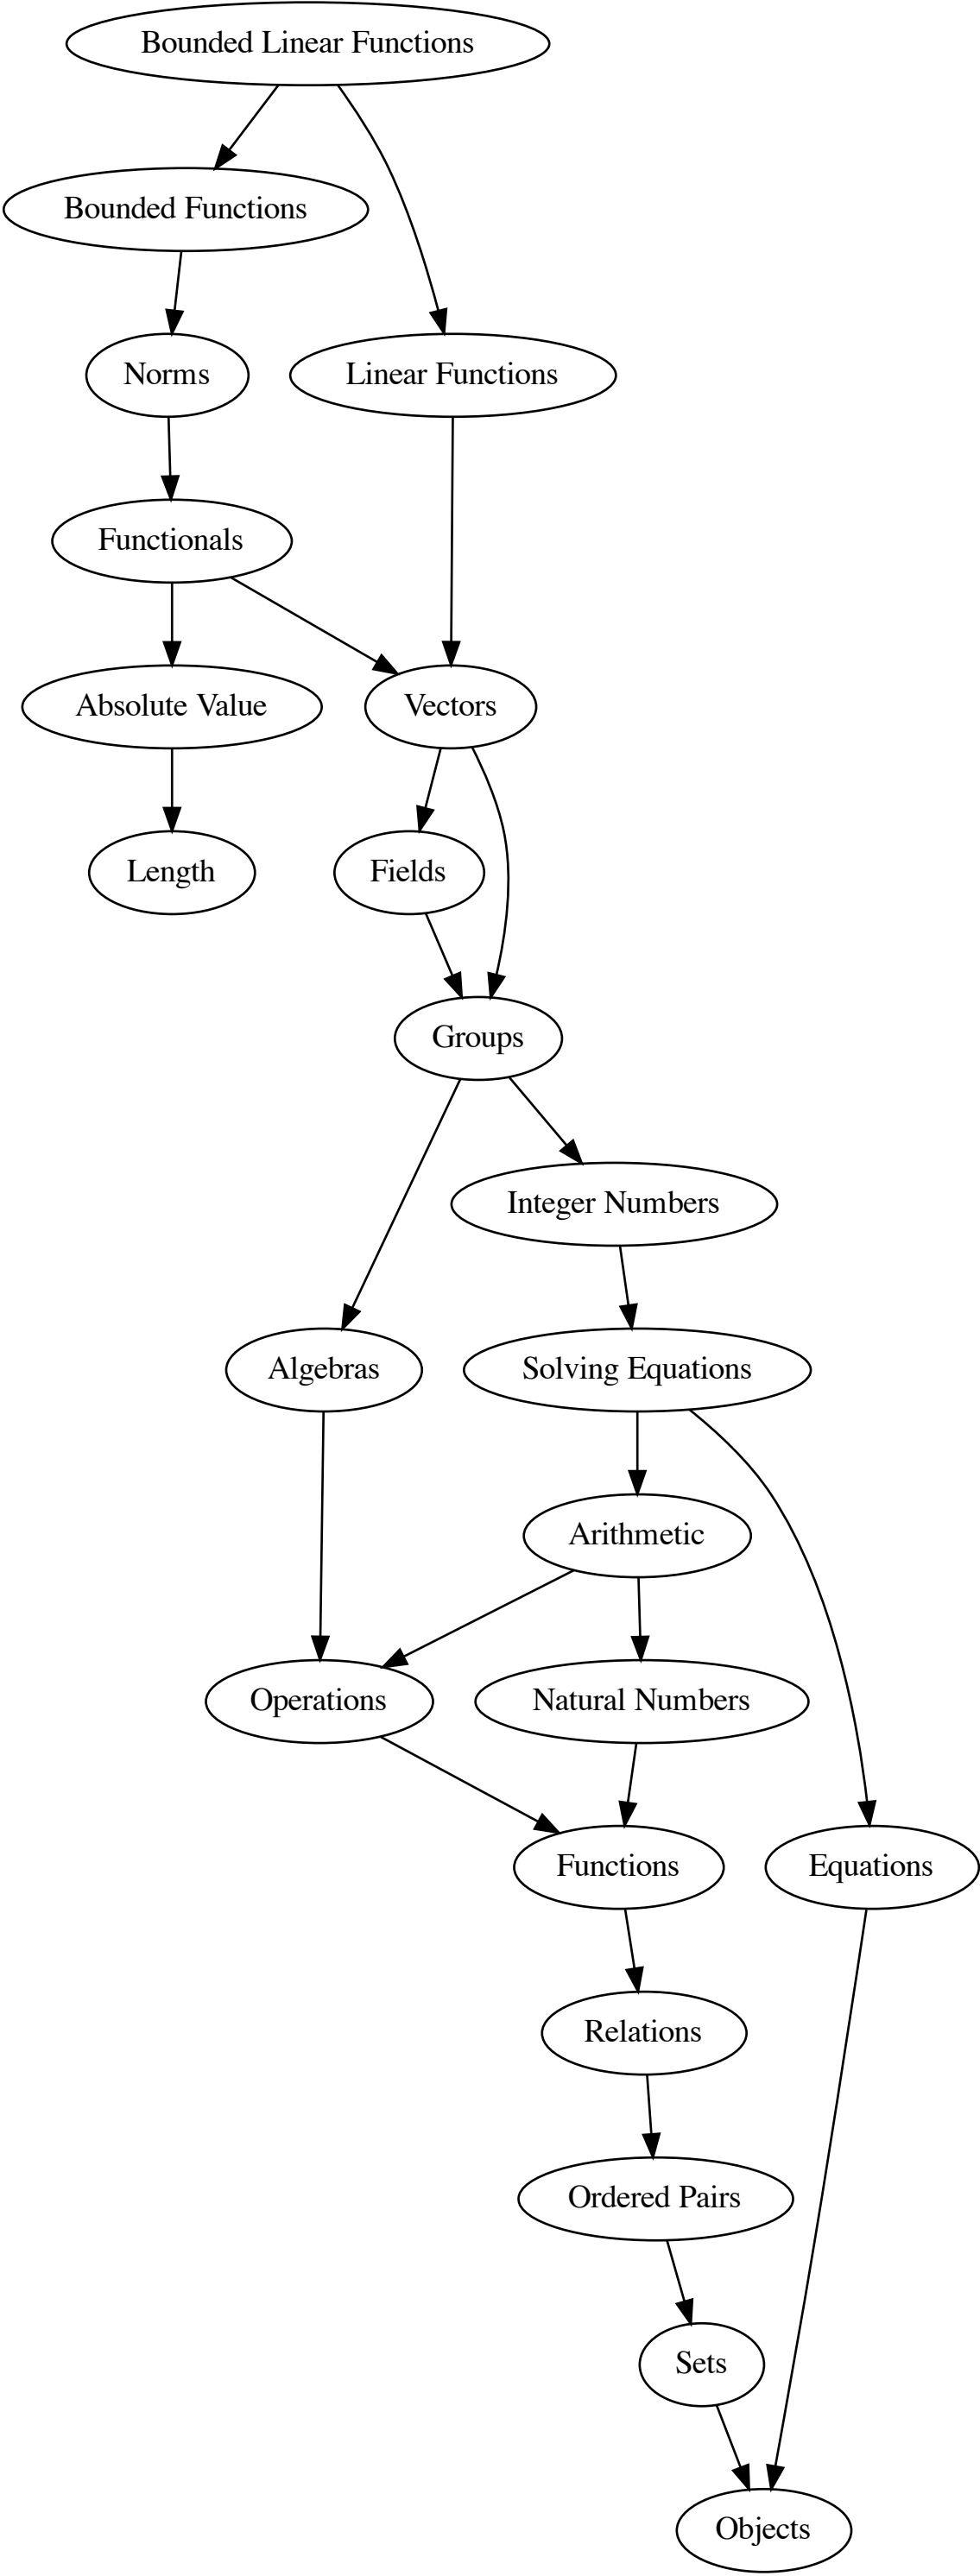 Bounded Linear Functions
Bounded Functions
Norms
Linear Functions
Functionals
Absolute Value
Vectors
Length
Fields
Groups
Integer Numbers
Algebras
Solving Equations
Arithmetic
Operations
Natural Numbers
Functions
Equations
Relations
Ordered Pairs
Sets
Objects